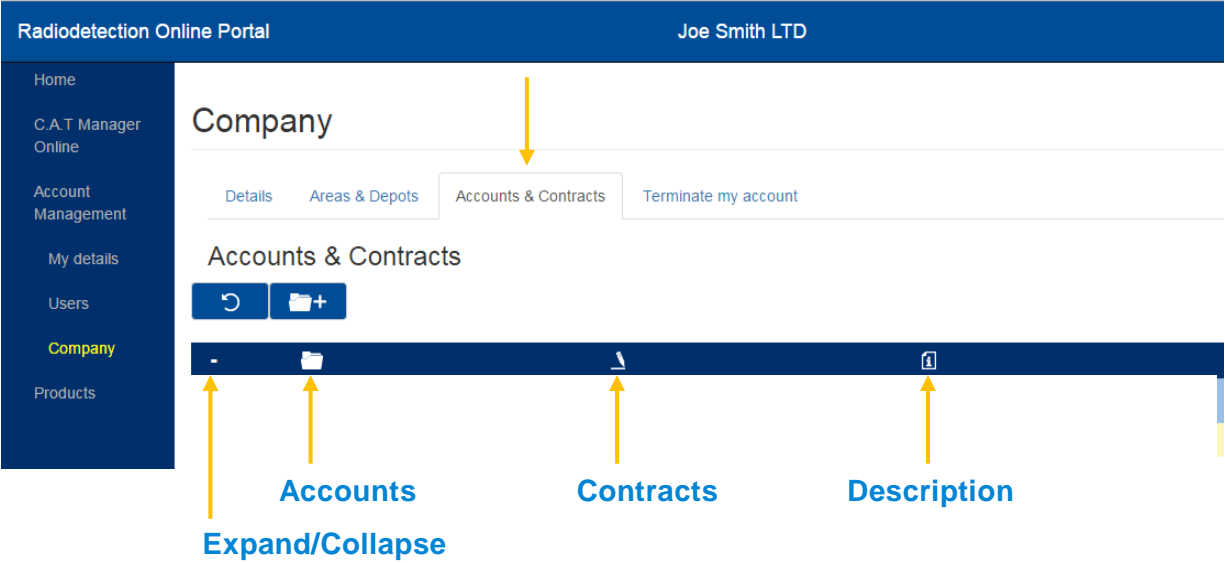 Radiodetection Online Portal
Joe Smith LTD
Home
C.A.T Manager
Online
Account
Management
My details
Users
Company
Products
Company
Details
Areas & Depots
Accounts & Contracts
Terminate my account
Accounts & Contracts
Accounts
Contracts
Description
Expand/Collapse